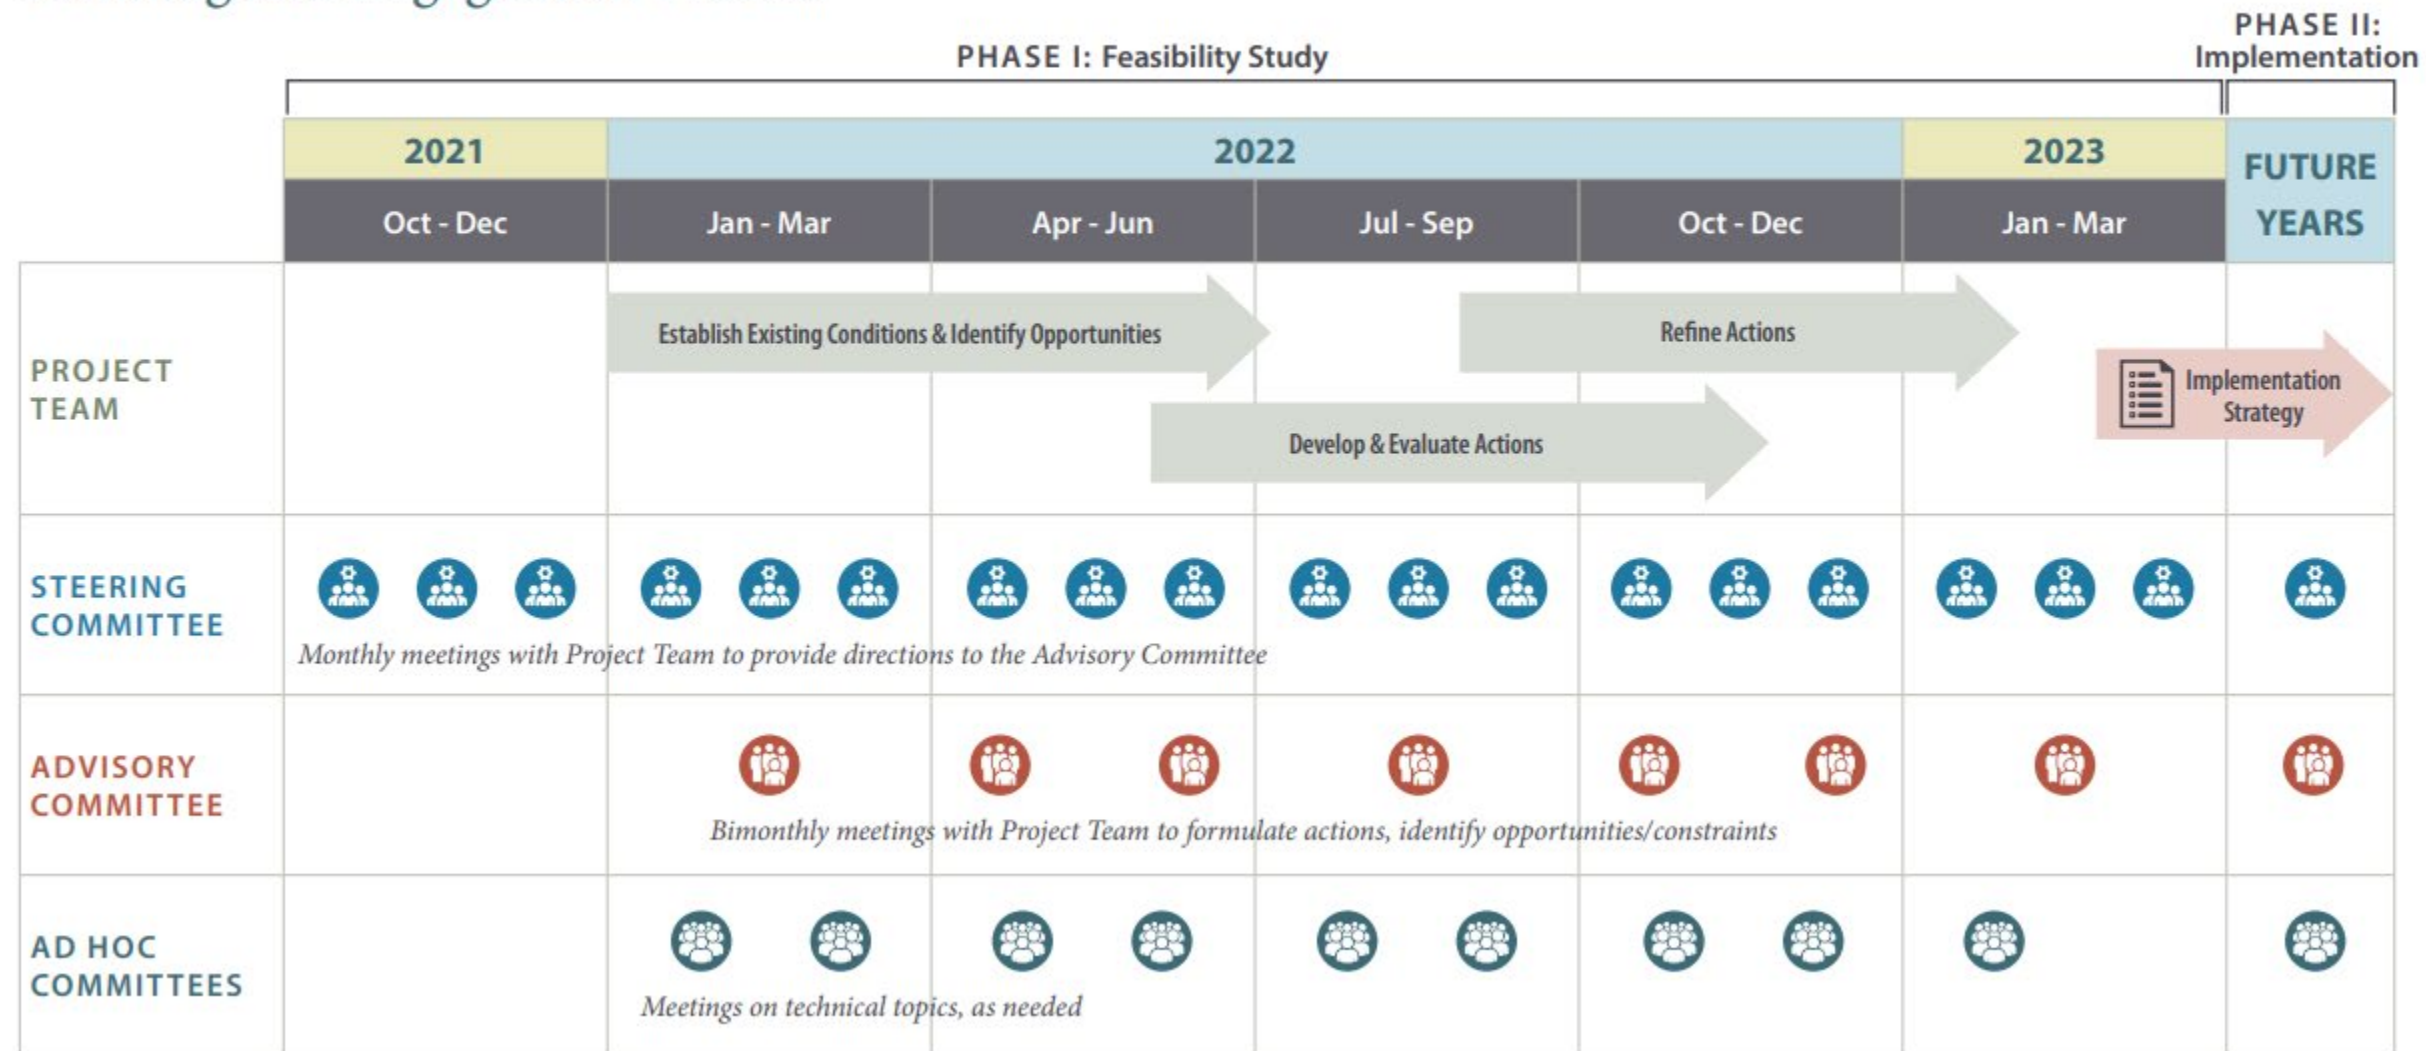 PHASE I: Feasibility Study
PHASE II:
Implementation
2021
2022
2023
FUTURE
YEARS
Oct - Dec
Jan - Mar
Apr - Jun
Jul - Sep
Oct - Dec
Jan - Mar
PROJECT
TEAM
Establish Existing Conditions & Identify Opportunities
Refine Actions
Develop & Evaluate Actions
Implementation
Strategy
STEERING
COMMITTEE
Monthly meetings with Project Team to provide directions to the Advisory Committee
ADVISORY
COMMITTEE
Bimonthly meetings with Project Team to formulate actions, identify opportunities/constraints
AD HOC
COMMITTEES
Meetings on technical topics, as needed